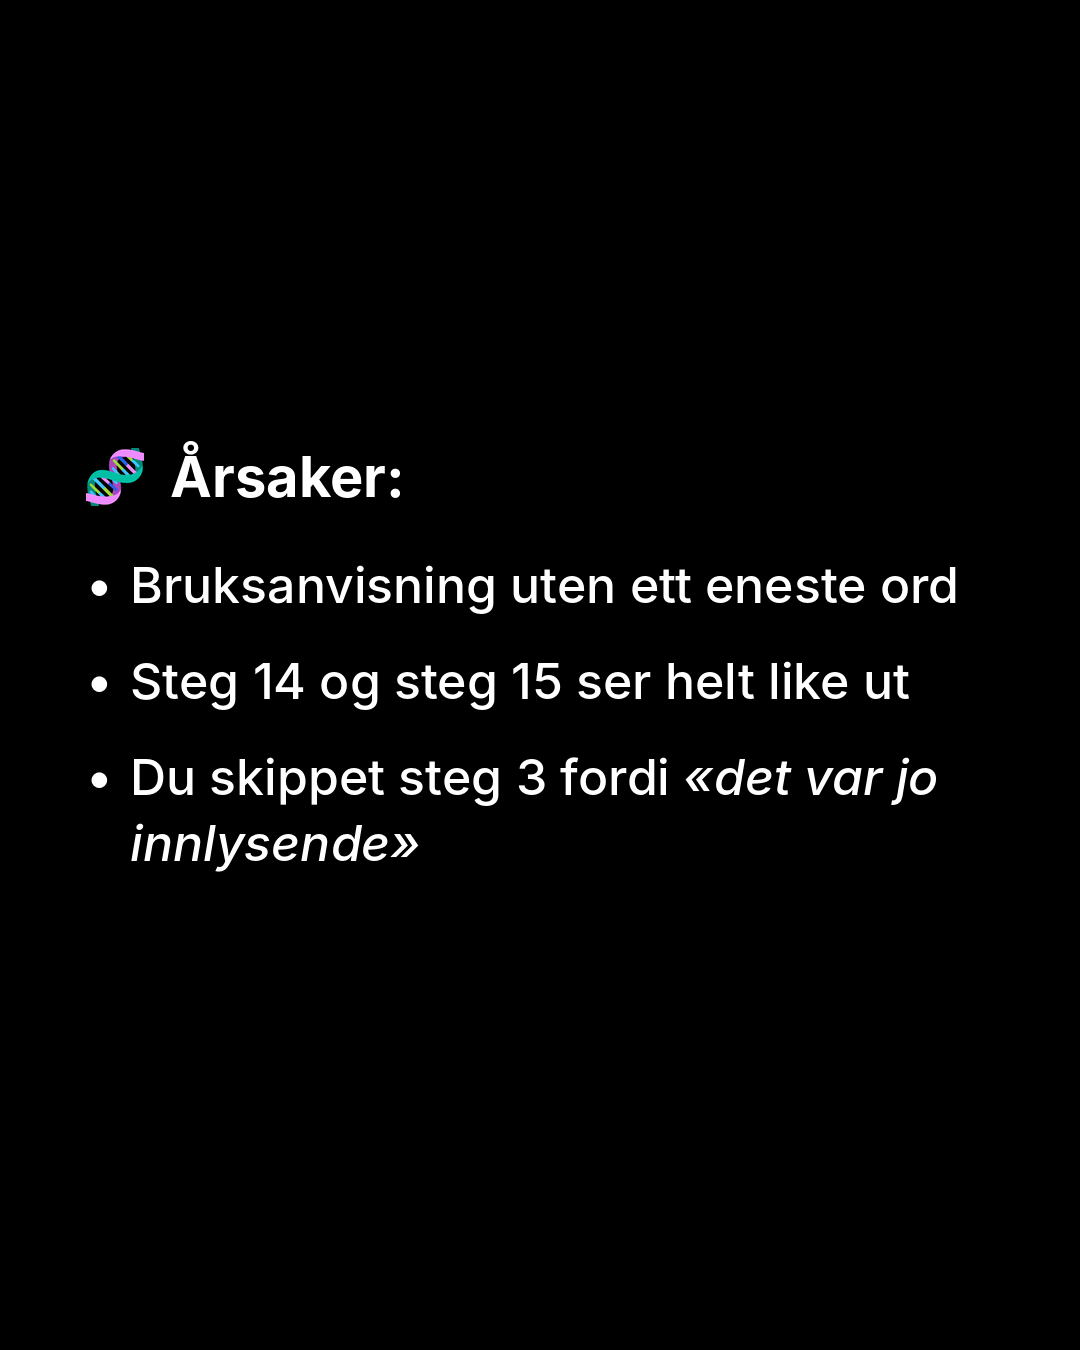 🧬 Årsaker:
• Bruksanvisning uten ett eneste ord
• Steg 14 og steg 15 ser helt like ut
• Du skippet steg 3 fordi «det var jo
innlysende»